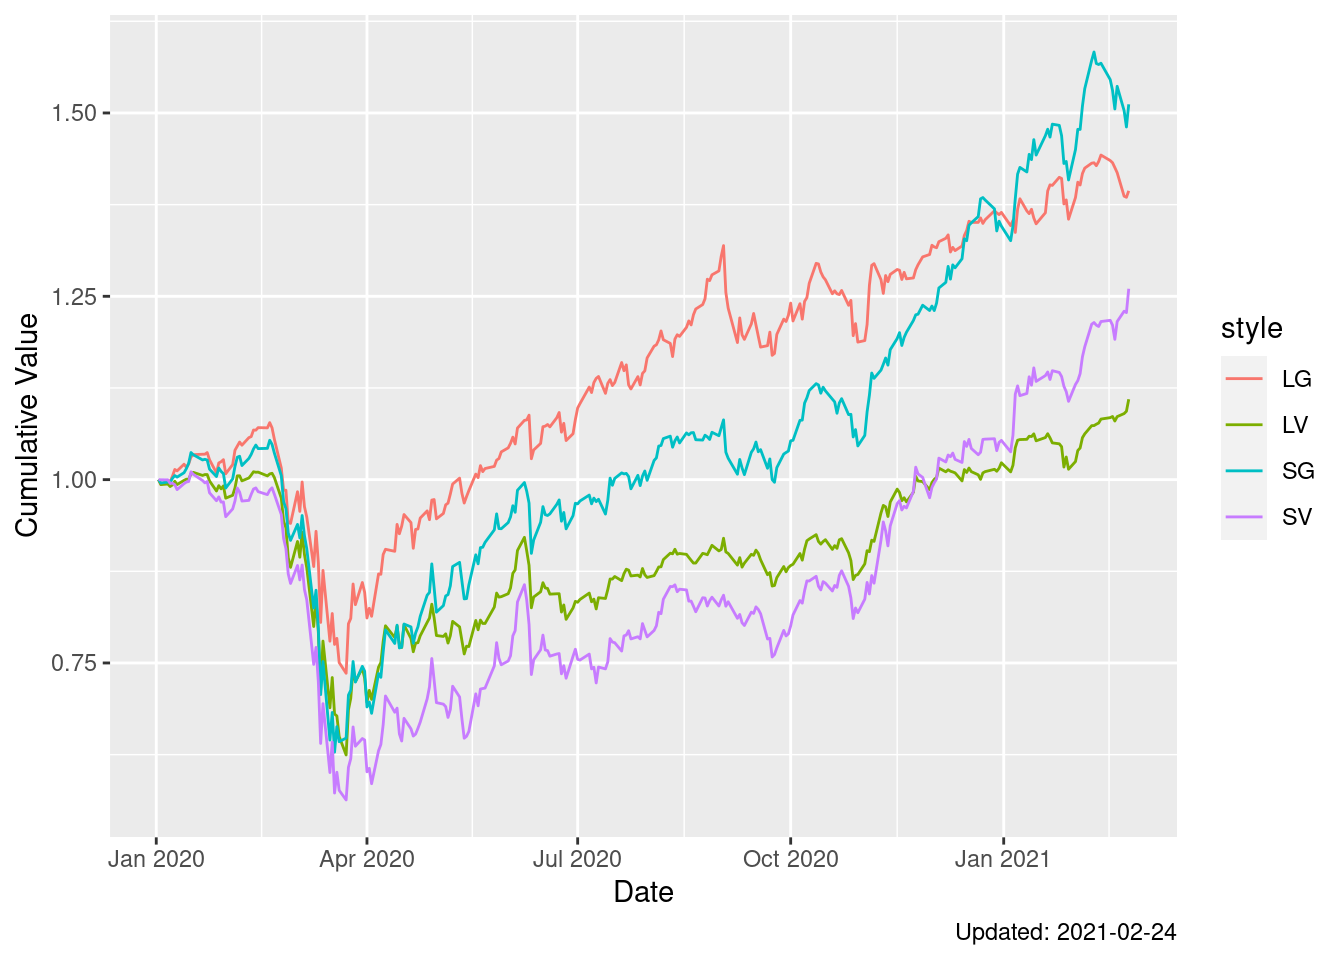 Cumulative Value
1.50
1.25
1.00
0.75
Jan 2020
Apr 2020
Jul 2020
Oct 2020
Jan 2021
Date
style
LG
LV
SG
SV
Updated: 2021-02-24